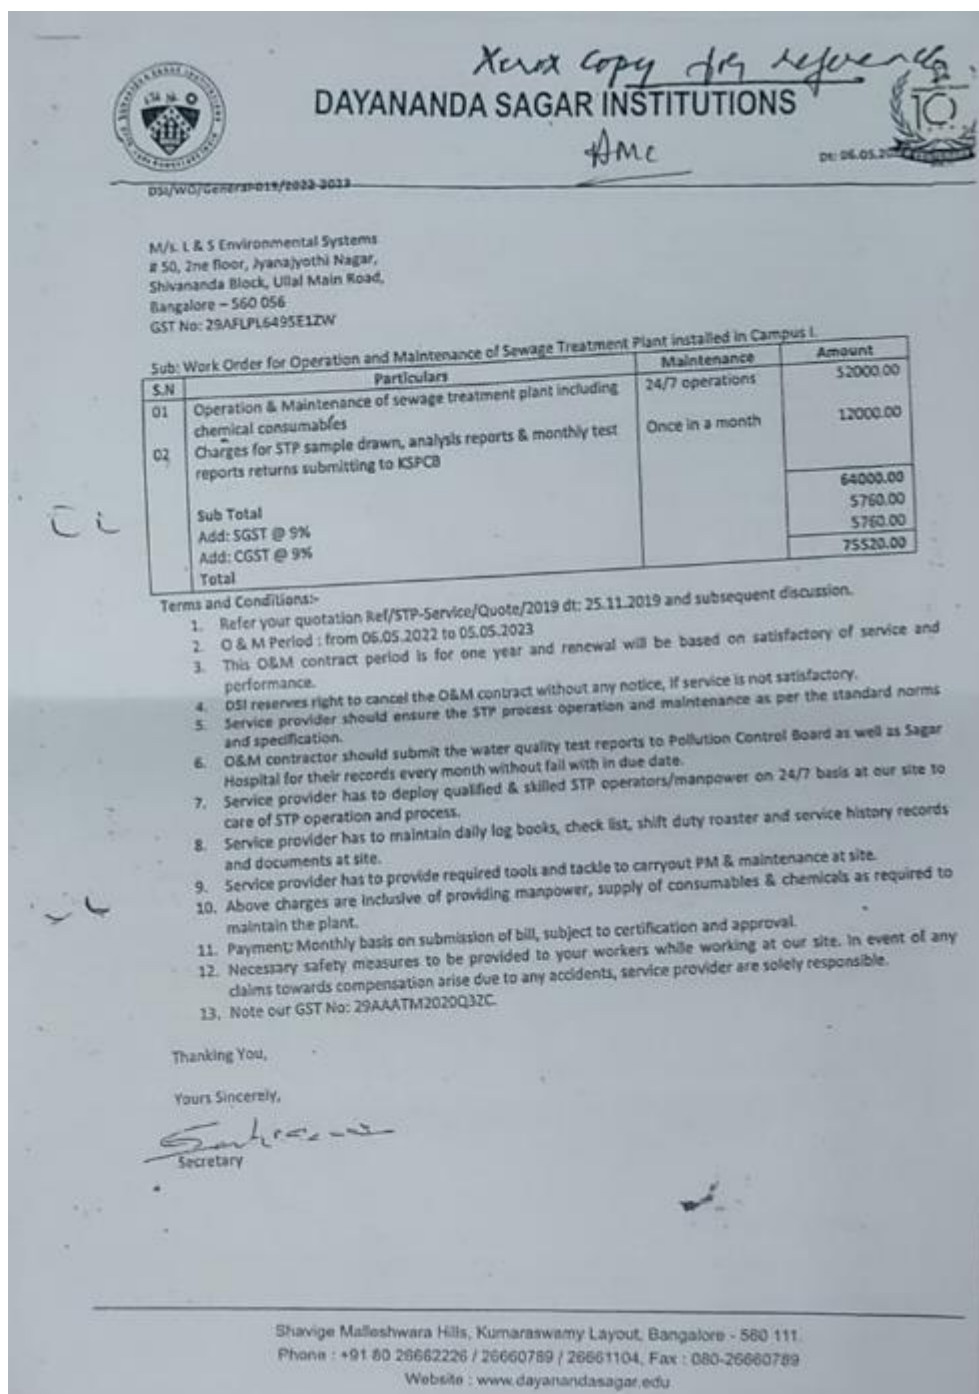 Xerox copy for reference
DAYANANDA SAGAR INSTITUTIONS
AMC
Dt: 06.05.
DSI/WO/General-019/2022-2023
M/s. L & S Environmental Systems
# 50, 2ne floor, Jyanajyothi Nagar,
Shivananda Block, Ullal Main Road,
Bangalore – 560 056
GST No: 29AFLPL6495E1ZW
Sub: Work Order for Operation and Maintenance of Sewage Treatment Plant installed in Campus I.
S.N Particulars Maintenance Amount
01 Operation & Maintenance of sewage treatment plant including 24/7 operations 52000.00
chemical consumables
02 Charges for STP sample drawn, analysis reports & monthly test Once in a month 12000.00
reports returns submitting to KSPCB
Sub Total 64000.00
Add: SGST @ 9% 5760.00
Add: CGST @ 9% 5760.00
Total 75520.00
Terms and Conditions:-
1. Refer your quotation Ref/STP-Service/Quote/2019 dt: 25.11.2019 and subsequent discussion.
2. O & M Period : from 06.05.2022 to 05.05.2023
3. This O&M contract period is for one year and renewal will be based on satisfactory of service and
performance.
4. DSI reserves right to cancel the O&M contract without any notice, if service is not satisfactory.
5. Service provider should ensure the STP process operation and maintenance as per the standard norms
and specification.
6. O&M contractor should submit the water quality test reports to Pollution Control Board as well as Sagar
Hospital for their records every month without fail with in due date.
7. Service provider has to deploy qualified & skilled STP operators/manpower on 24/7 basis at our site to
care of STP operation and process.
8. Service provider has to maintain daily log books, check list, shift duty roaster and service history records
and documents at site.
9. Service provider has to provide required tools and tackle to carryout PM & maintenance at site.
10. Above charges are inclusive of providing manpower, supply of consumables & chemicals as required to
maintain the plant.
11. Payment: Monthly basis on submission of bill, subject to certification and approval.
12. Necessary safety measures to be provided to your workers while working at our site. In event of any
claims towards compensation arise due to any accidents, service provider are solely responsible.
13. Note our GST No: 29AAATM2020Q3ZC.
Thanking You,
Yours Sincerely,
Secretary
Shavige Malleshwara Hills, Kumaraswamy Layout, Bangalore - 560 111.
Phone : +91 80 26662226 / 26660789 / 26661104, Fax : 080-26660789
Website : www.dayanandasagar.edu